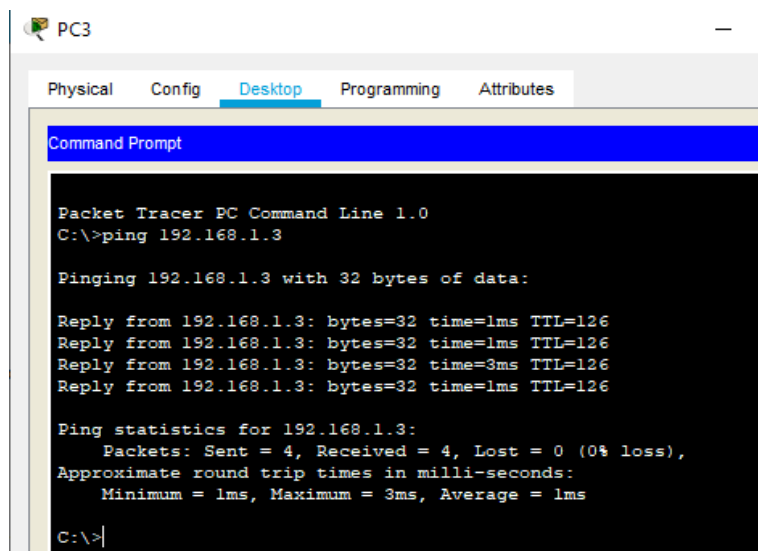 PC3
Physical Config Desktop Programming Attributes
Command Prompt
Packet Tracer PC Command Line 1.0
C:\>ping 192.168.1.3
Pinging 192.168.1.3 with 32 bytes of data:
Reply from 192.168.1.3: bytes=32 time=1ms TTL=126
Reply from 192.168.1.3: bytes=32 time=1ms TTL=126
Reply from 192.168.1.3: bytes=32 time=3ms TTL=126
Reply from 192.168.1.3: bytes=32 time=1ms TTL=126
Ping statistics for 192.168.1.3:
Packets: Sent = 4, Received = 4, Lost = 0 (0% loss),
Approximate round trip times in milli-seconds:
Minimum = 1ms, Maximum = 3ms, Average = 1ms
C:\>